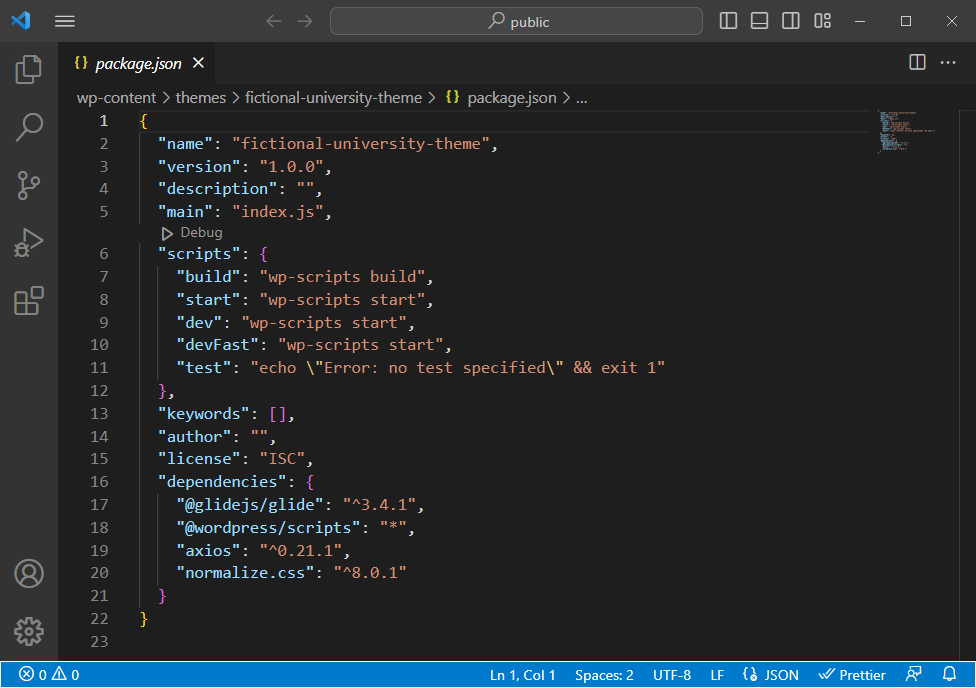 public
{} package.json
wp-content > themes > fictional-university-theme > {} package.json > ...
1 {
2 "name": "fictional-university-theme",
3 "version": "1.0.0",
4 "description": "",
5 "main": "index.js",
Debug
6 "scripts": {
7 "build": "wp-scripts build",
8 "start": "wp-scripts start",
9 "dev": "wp-scripts start",
10 "devFast": "wp-scripts start",
11 "test": "echo \"Error: no test specified\" && exit 1"
12 },
13 "keywords": [],
14 "author": "",
15 "license": "ISC",
16 "dependencies": {
17 "@glidejs/glide": "^3.4.1",
18 "@wordpress/scripts": "*",
19 "axios": "^0.21.1",
20 "normalize.css": "^8.0.1"
21 }
22 }
23
0 0 Ln 1, Col 1 Spaces: 2 UTF-8 LF JSON Prettier